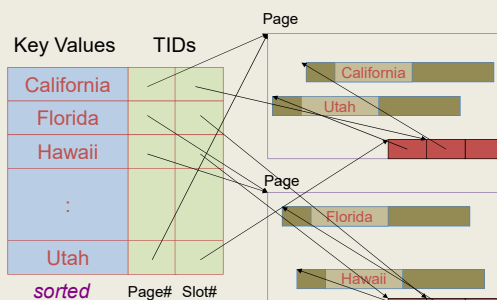 Page
Key Values TIDs
California
Florida
Hawaii
:
Utah
sorted Page# Slot#
California
Utah
Page
Florida
Hawaii